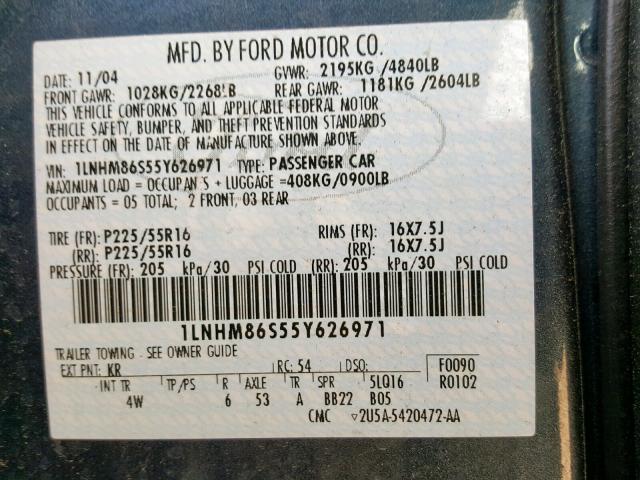 MFD. BY FORD MOTOR CO.
DATE: 11/04 GVWR: 2195KG /4840LB
FRONT GAWR: 1028KG/2268LB REAR GAWR: 1181KG /2604LB
THIS VEHICLE CONFORMS TO ALL APPLICABLE FEDERAL MOTOR
VEHICLE SAFETY, BUMPER, AND THEFT PREVENTION STANDARDS
IN EFFECT ON THE DATE OF MANUFACTURE SHOWN ABOVE.
VIN: 1LNHM86S55Y626971 TYPE: PASSENGER CAR
MAXIMUM LOAD = OCCUPAN S + LUGGAGE =408KG/0900LB
OCCUPANTS = 05 TOTAL; 2 FRONT, 03 REAR
TIRE (FR): P225/55R16 RIMS (FR): 16X7.5J
(RR): P225/55R16 (RR): 16X7.5J
PRESSURE (FR): 205 kPa/30 PSI COLD (RR): 205 kPa/30 PSI COLD
1LNHM86S55Y626971
TRAILER TOWING - SEE OWNER GUIDE
EXT PNT: KR RC: 54 DSO: F0090
INT TR TP/PS R AXLE TR SPR 5LQ16 R0102
4W 6 53 A BB22 B05
CMC ▽2U5A-5420472-AA